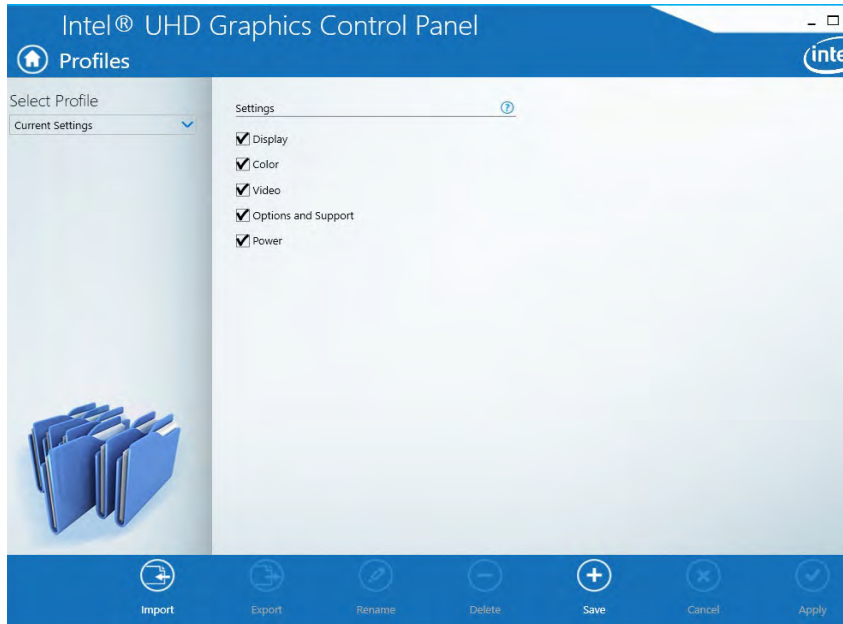 Intel® UHD Graphics Control Panel
Profiles
Select Profile
Current Settings
Settings
?
Display
Color
Video
Options and Support
Power
Import
Export
Rename
Delete
Save
Cancel
Apply